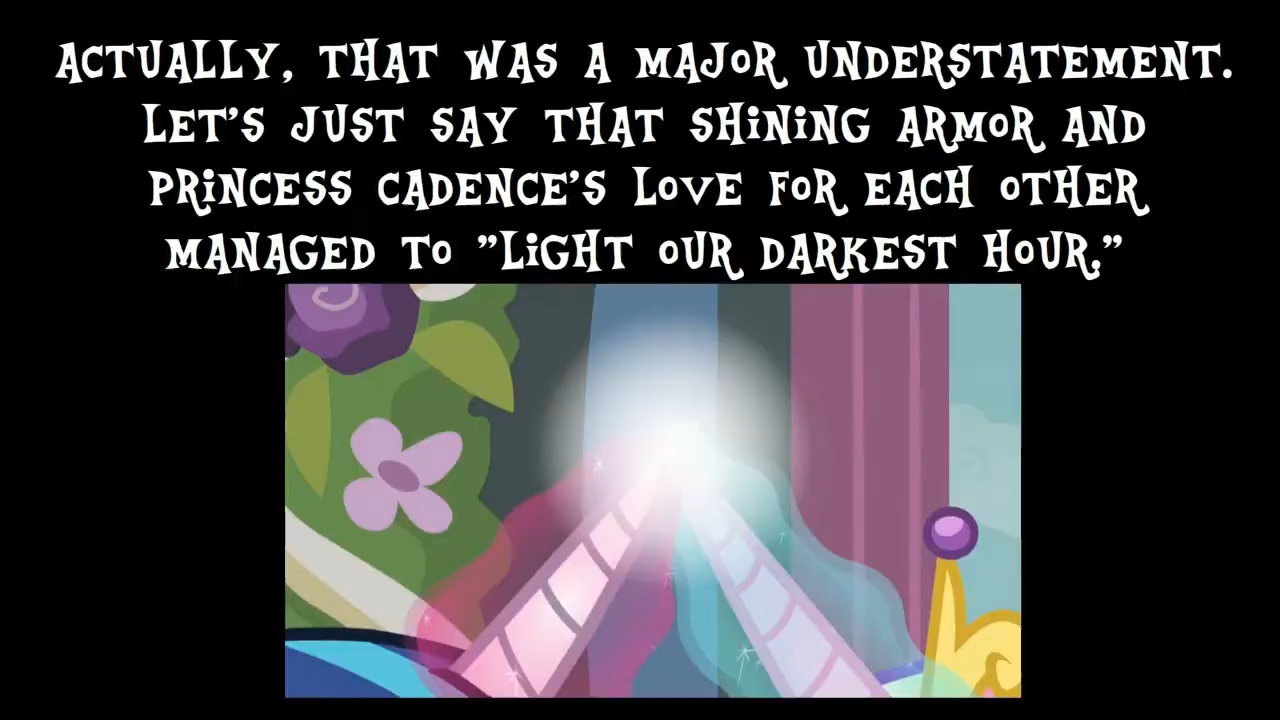 ACTUALLY, THAT WAS A MAJOR UNDERSTATEMENT.
LET'S JUST SAY THAT SHiNiNG ARMOR AND
PRiNCESS CADENCE'S LOVE FOR EACH OTHER
MANAGED TO "LiGHT OUR DARKEST HOUR."